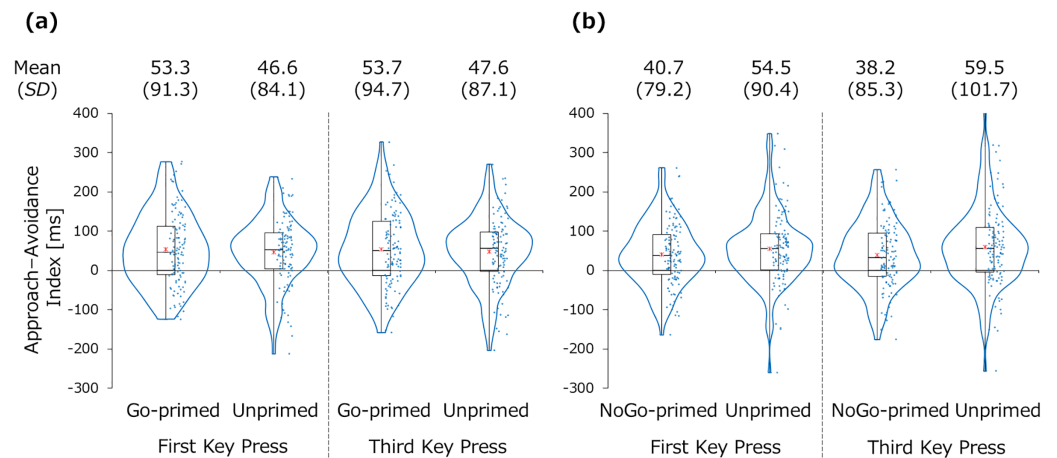 (a) (b)
Mean 53.3 46.6 53.7 47.6 40.7 54.5 38.2 59.5
(SD) (91.3) (84.1) (94.7) (87.1) (79.2) (90.4) (85.3) (101.7)
Approach–Avoidance
Index [ms]
400 400
300 300
200 200
100 100
0 0
-100 -100
-200 -200
-300 -300
Go-primed Unprimed Go-primed Unprimed NoGo-primed Unprimed NoGo-primed Unprimed
First Key Press Third Key Press First Key Press Third Key Press